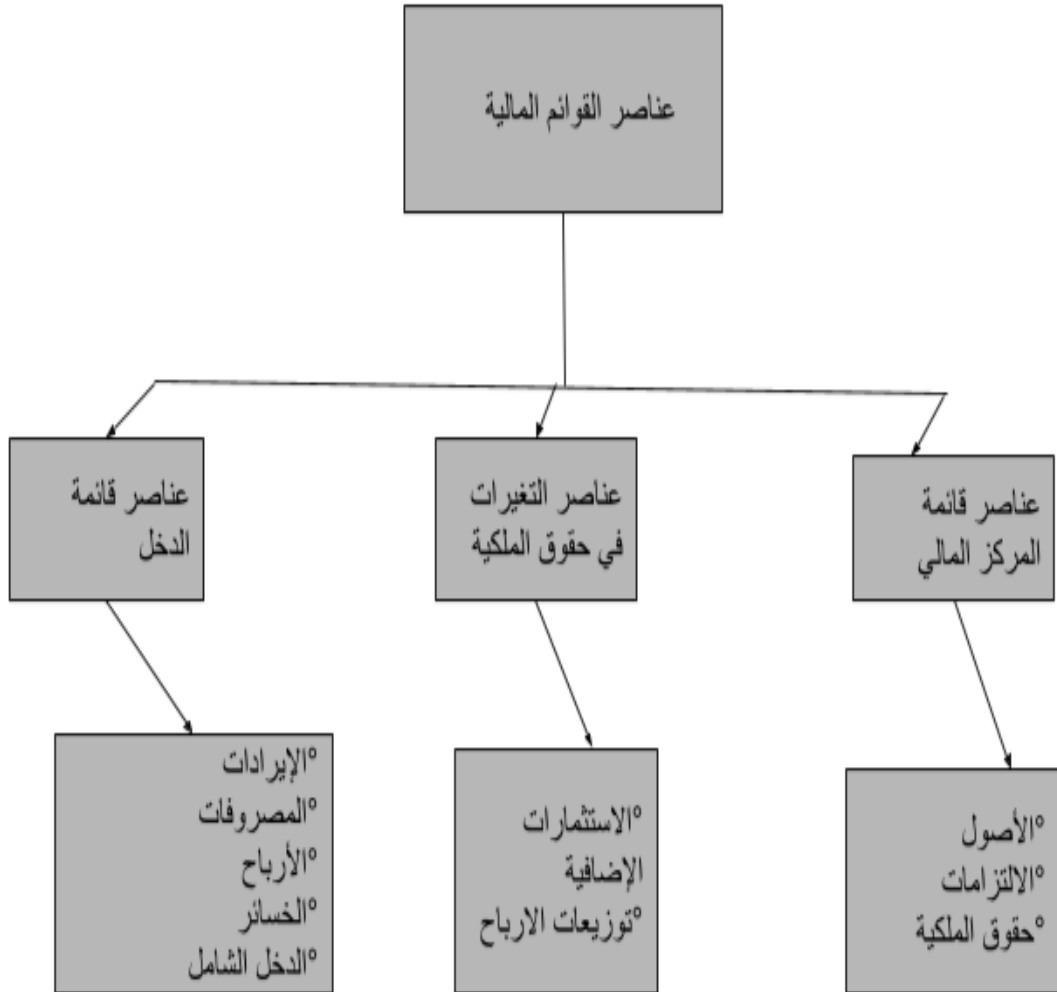 عناصر القوائم المالية
عناصر قائمة
المركز المالي
عناصر التغيرات
في حقوق الملكية
عناصر قائمة
الدخل
°الأصول
°الالتزامات
°حقوق الملكية
°الاستثمارات
الإضافية
°توزيعات الارباح
°الإيرادات
°المصروفات
°الأرباح
°الخسائر
°الدخل الشامل